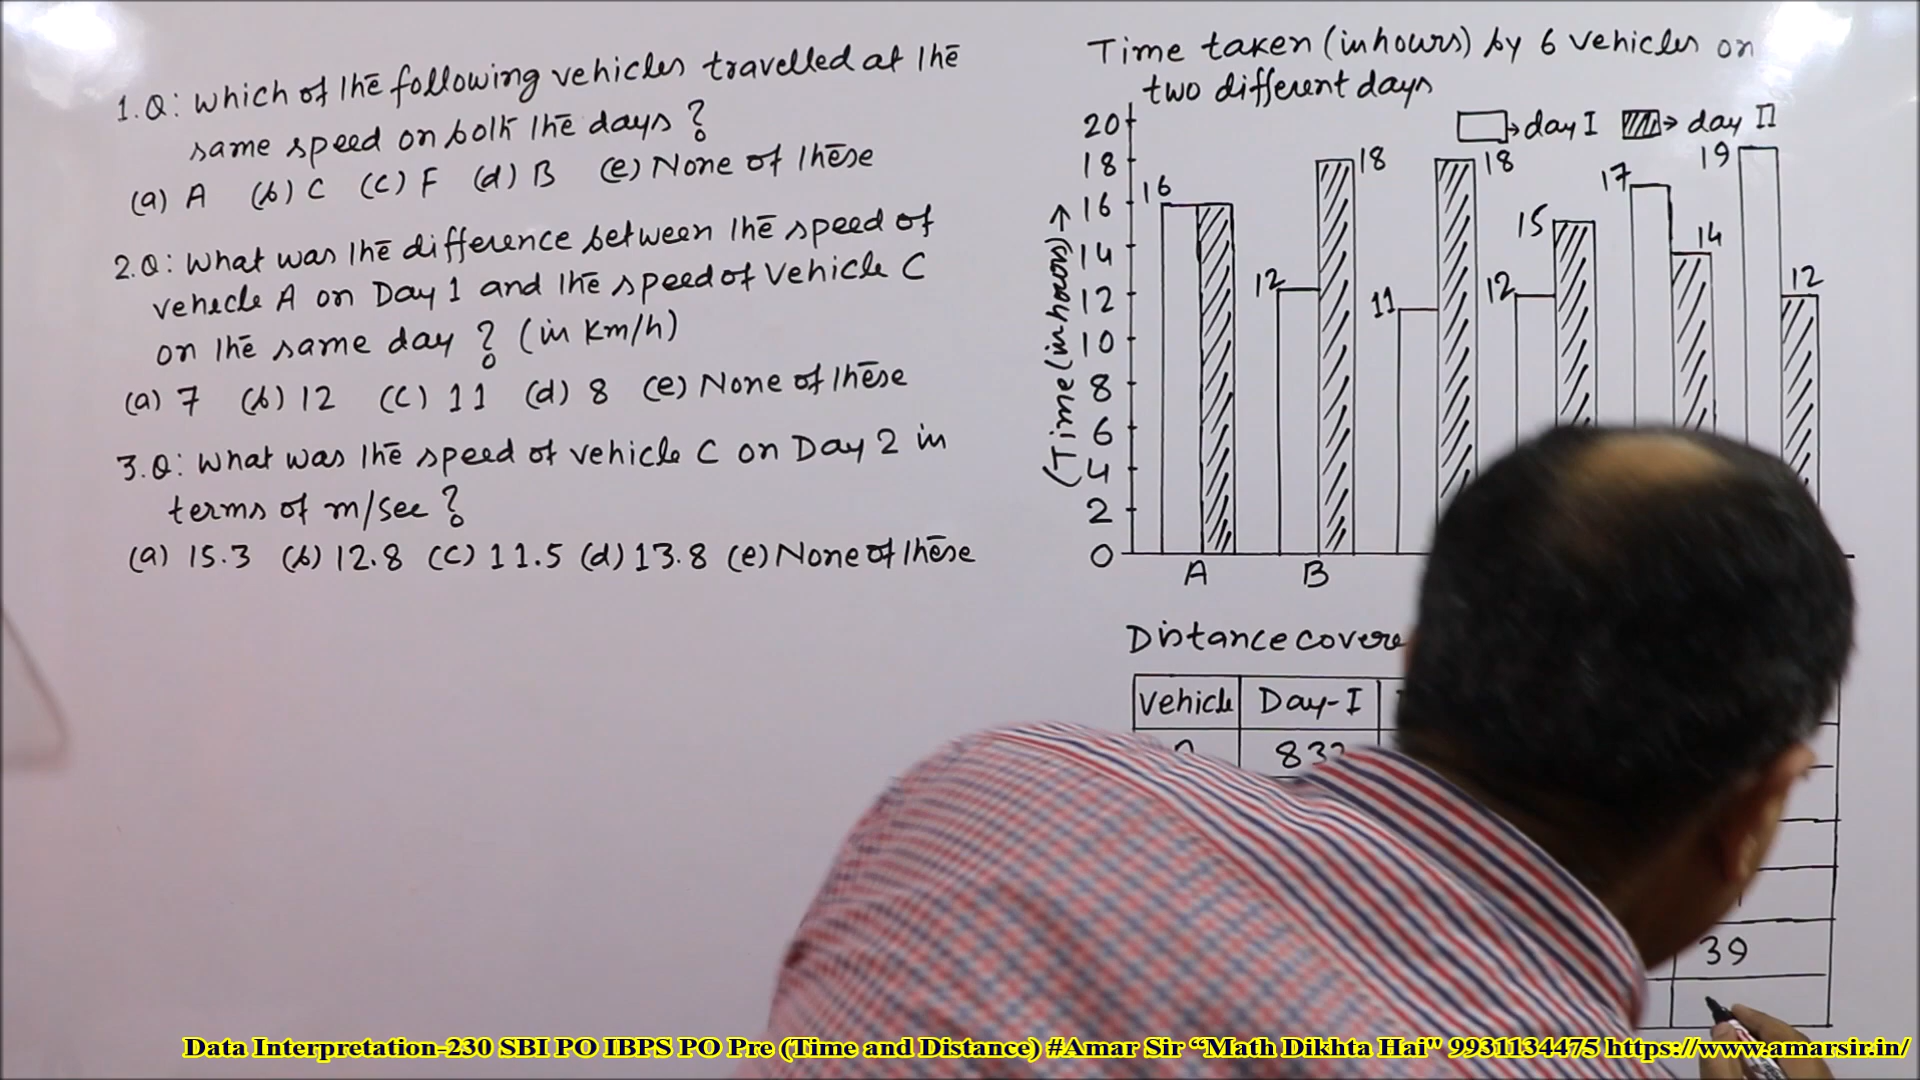 1.Q: Which of the following vehicles travelled at the
same speed on both the days ?
(a) A (b) C (c) F (d) B (e) None of these
2.Q: What was the difference between the speed of
vehicle A on Day 1 and the speed of vehicle C
on the same day ? (in Km/h)
(a) 7 (b) 12 (c) 11 (d) 8 (e) None of these
3.Q: What was the speed of vehicle C on Day 2 in
terms of m/sec ?
(a) 15.3 (b) 12.8 (c) 11.5 (d) 13.8 (e) None of these
Time taken (in hours) by 6 vehicles on
two different days
→ day I → day II
20
18
16
14
12
10
8
6
4
2
0
(Time (in hours) →
16
12
18
11
18
12
15
17
14
19
12
A B
Distance
Vehicle Day-I
39
Data Interpretation-230 SBI PO IBPS PO Pre (Time and Distance) #Amar Sir “Math Dikhta Hai" 9931134475 https://www.amarsir.in/